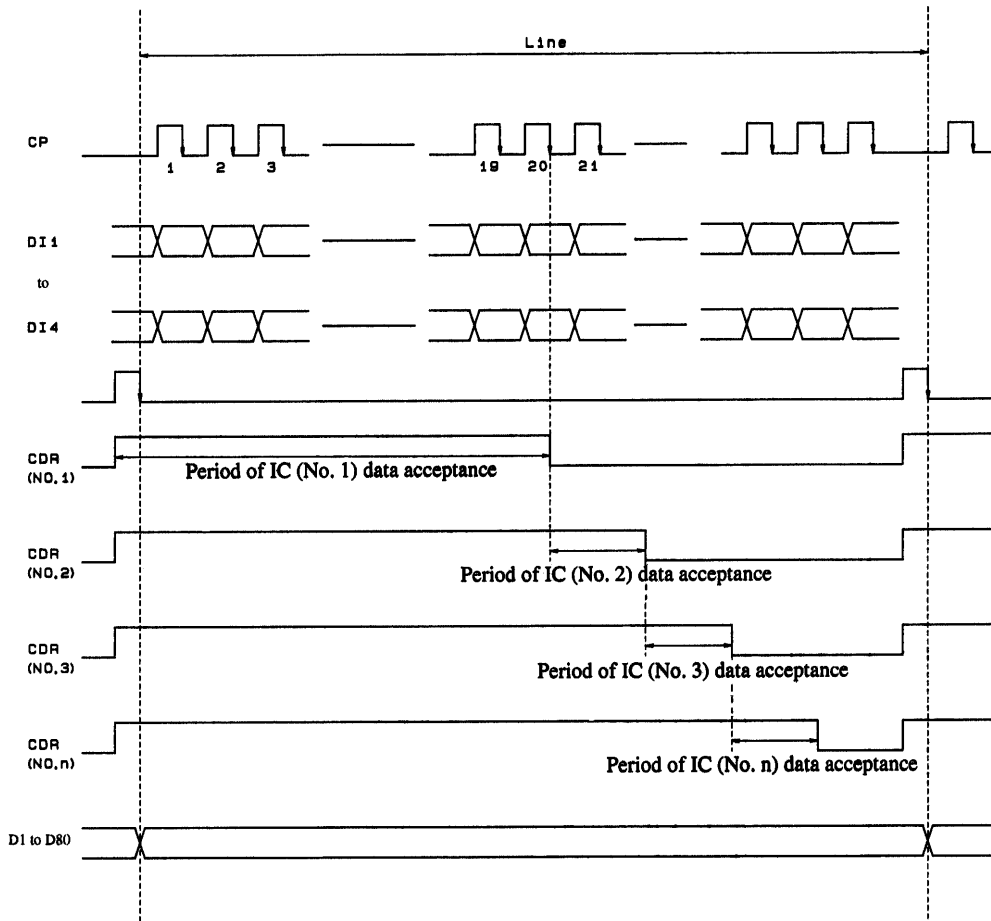 Line
CP
1 2 3 19 20 21
DI1
to
DI4
CDR
(NO.1)
Period of IC (No. 1) data acceptance
CDR
(NO.2)
Period of IC (No. 2) data acceptance
CDR
(NO.3)
Period of IC (No. 3) data acceptance
CDR
(NO.n)
Period of IC (No. n) data acceptance
D1 to D80